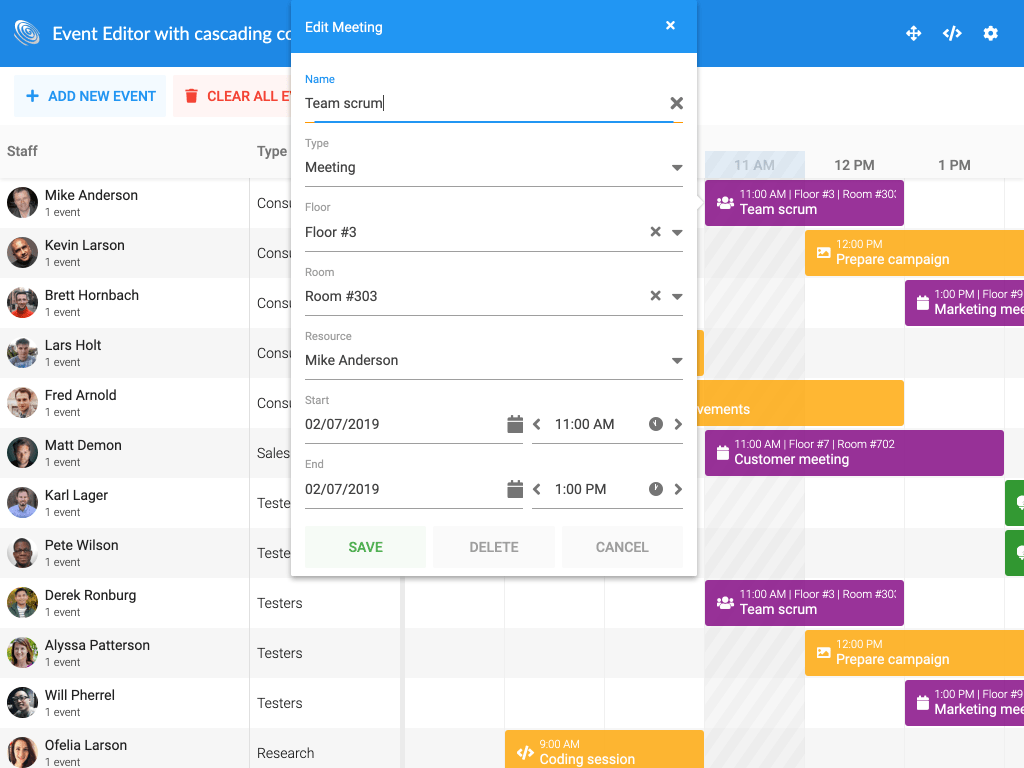 Event Editor with cascading co
Edit Meeting
ADD NEW EVENT
CLEAR ALL EV
Name
Team scrum
Type
Meeting
Floor
Floor #3
Room
Room #303
Resource
Mike Anderson
Start
02/07/2019
11:00 AM
End
02/07/2019
1:00 PM
SAVE
DELETE
CANCEL
Staff
Type
11 AM
12 PM
1 PM
Mike Anderson
1 event
Consu
11:00 AM | Floor #3 | Room #303
Team scrum
Kevin Larson
1 event
Consu
12:00 PM
Prepare campaign
Brett Hornbach
1 event
Consu
1:00 PM | Floor #9
Marketing mee
Lars Holt
1 event
Consu
Fred Arnold
1 event
Consu
vements
Matt Demon
1 event
Sales
11:00 AM | Floor #7 | Room #702
Customer meeting
Karl Lager
1 event
Teste
Pete Wilson
1 event
Teste
Derek Ronburg
1 event
Testers
11:00 AM | Floor #3 | Room #303
Team scrum
Alyssa Patterson
1 event
Testers
12:00 PM
Prepare campaign
Will Pherrel
1 event
Testers
1:00 PM | Floor #9
Marketing mee
Ofelia Larson
1 event
Research
9:00 AM
Coding session